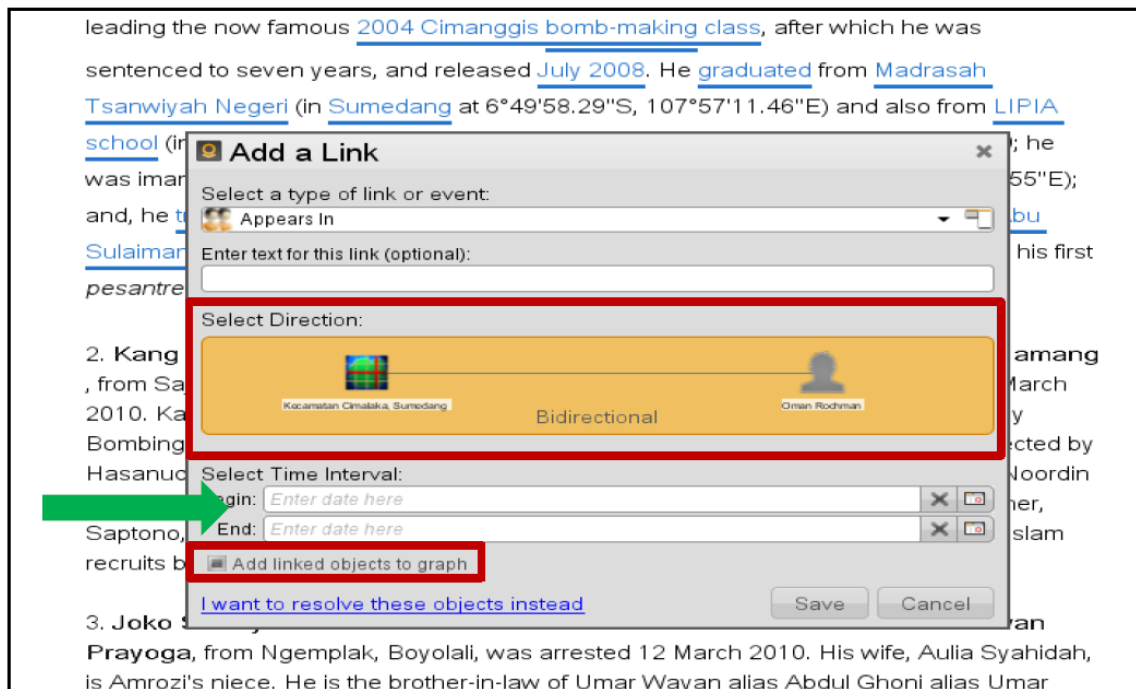 leading the now famous 2004 Cimanggis bomb-making class, after which he was
sentenced to seven years, and released July 2008. He graduated from Madrasah
Tsanwiyah Negeri (in Sumedang at 6°49'58.29"S, 107°57'11.46"E) and also from LIPIA
school (in ; he
was imam 55"E);
and, he
Sulaiman his first
pesantre
Add a Link
Select a type of link or event:
Appears In
Enter text for this link (optional):
Select Direction:
Kecamatan Cimalaka, Sumedang
Oman Rochman
Bidirectional
Select Time Interval:
Begin: Enter date here
End: Enter date here
Add linked objects to graph
I want to resolve these objects instead
Save Cancel
2. Kang amang
, from Sa March
2010. Ka y
Bombing ected by
Hasanud Noordin
her,
Saptono, slam
recruits b
3. Joko
Prayoga, from Ngemplak, Boyolali, was arrested 12 March 2010. His wife, Aulia Syahidah,
is Amrozi's niece. He is the brother-in-law of Umar Wayan alias Abdul Ghoni alias Umar